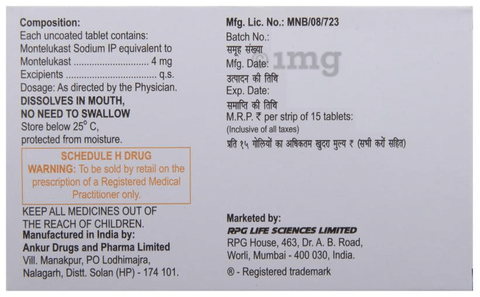 Composition:
Each uncoated tablet contains:
Montelukast Sodium IP equivalent to
Montelukast ............................ 4 mg
Excipients .................................. q.s.
Dosage: As directed by the Physician.
DISSOLVES IN MOUTH,
NO NEED TO SWALLOW
Store below 25° C,
protected from moisture.
SCHEDULE H DRUG
WARNING: To be sold by retail on the
prescription of a Registered Medical
Practitioner only.
KEEP ALL MEDICINES OUT OF
THE REACH OF CHILDREN.
Manufactured in India by:
Ankur Drugs and Pharma Limited
Vill. Manakpur, PO Lodhimajra,
Nalagarh, Distt. Solan (HP) - 174 101.
Mfg. Lic. No.: MNB/08/723
Batch No.:
समूह संख्या
Mfg. Date:
उत्पादन की तिथि
Exp. Date:
समाप्ति की तिथि
M.R.P. ₹ per strip of 15 tablets:
(Inclusive of all taxes)
प्रति १५ गोलियों का अधिकतम खुदरा मुल्य ₹ (सभी करों सहित)
1mg
Marketed by:
RPG LIFE SCIENCES LIMITED
RPG House, 463, Dr. A. B. Road,
Worli, Mumbai - 400 030, India.
® - Registered trademark